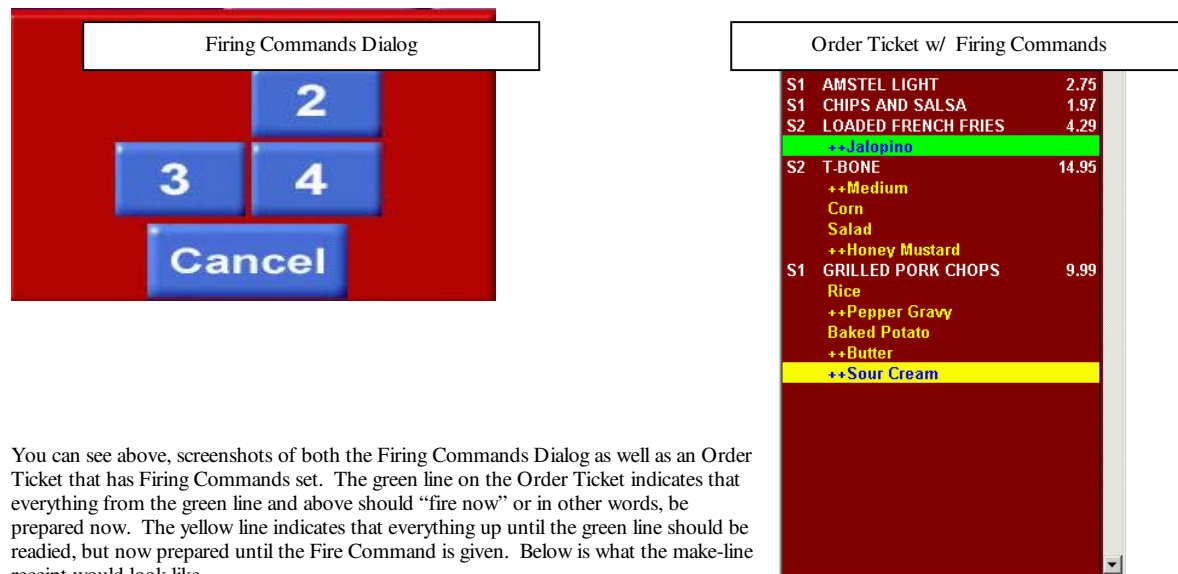 Firing Commands Dialog
2
3 4
Cancel
Order Ticket w/ Firing Commands
S1 AMSTEL LIGHT 2.75
S1 CHIPS AND SALSA 1.97
S2 LOADED FRENCH FRIES 4.29
++Jalopino
S2 T-BONE 14.95
++Medium
Corn
Salad
++Honey Mustard
S1 GRILLED PORK CHOPS 9.99
Rice
++Pepper Gravy
Baked Potato
++Butter
++Sour Cream
You can see above, screenshots of both the Firing Commands Dialog as well as an Order
Ticket that has Firing Commands set. The green line on the Order Ticket indicates that
everything from the green line and above should “fire now” or in other words, be
prepared now. The yellow line indicates that everything up until the green line should be
readied, but now prepared until the Fire Command is given. Below is what the make-line
receipt would look like